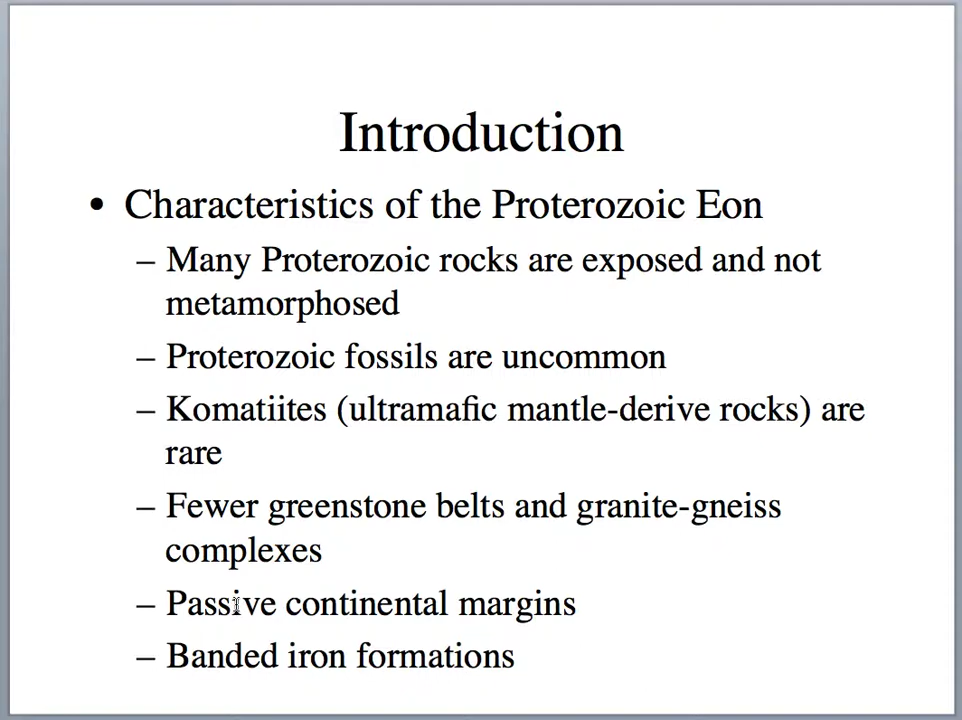 Introduction
• Characteristics of the Proterozoic Eon
– Many Proterozoic rocks are exposed and not
metamorphosed
– Proterozoic fossils are uncommon
– Komatiites (ultramafic mantle-derive rocks) are
rare
– Fewer greenstone belts and granite-gneiss
complexes
– Passive continental margins
– Banded iron formations